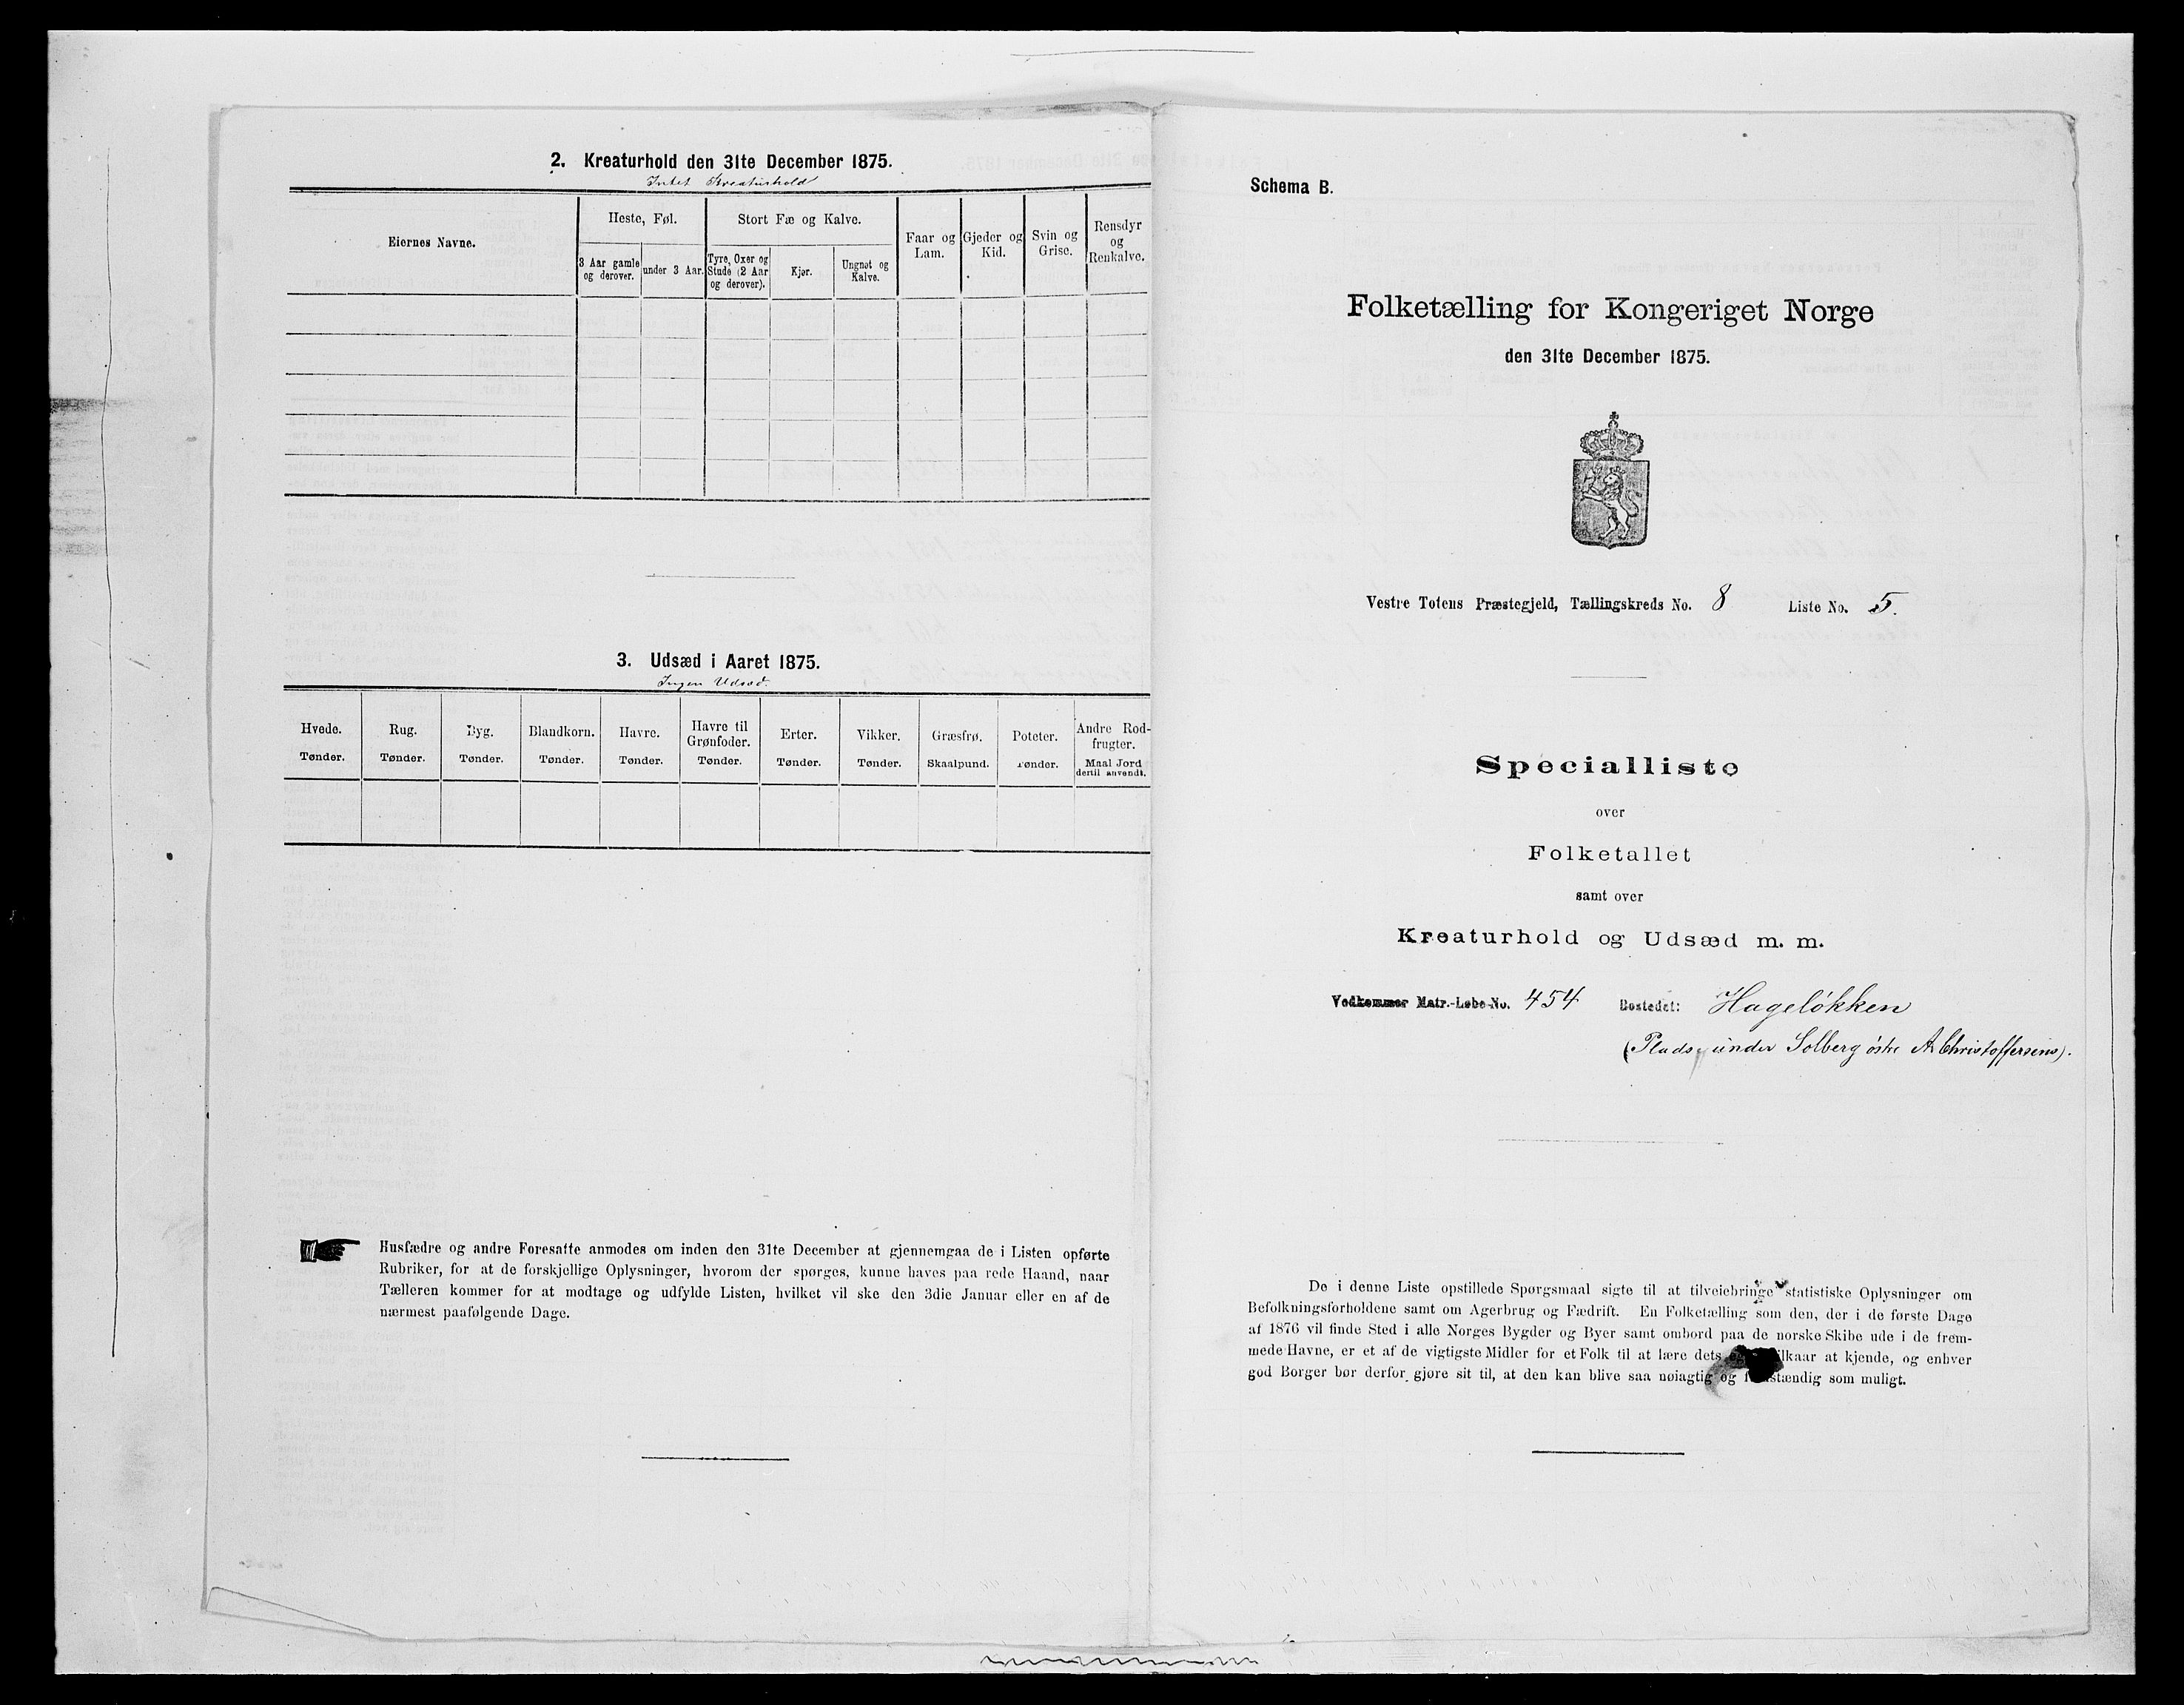 2. Kreaturhold den 31te December 1875.
Intet Kreaturhold
Eiernes Navne.
Heste, Føl.
Stort Fæ og Kalve.
Faar og
Lam.
Gjeder og
Kid.
Svin og
Grise.
Rensdyr
og
Renkalve.
3 Aar gamle
og derover.
under 3 Aar.
Tyre, Oxer og
Stude (2 Aar
og derover).
Kjør.
Ungnøt og
Kalve.
3. Udsæd i Aaret 1875.
Ingen Udsæd.
Hvede.
Tønder.
Rug.
Tønder.
Byg.
Tønder.
Blandkorn.
Tønder.
Havre.
Tønder.
Havre til
Grønfoder.
Tønder.
Erter.
Tønder.
Vikker.
Tønder.
Græsfrø.
Skaalpund.
Poteter.
Tønder.
Andre Rod-
frugter.
Maal Jord
dertil anvendt.
Husfædre og andre Foresatte anmodes om inden den 31te December at gjennemgaa de i Listen opførte
Rubriker, for at de forskjellige Oplysninger, hvorom der spørges, kunne haves paa rede Haand, naar
Tælleren kommer for at modtage og udfylde Listen, hvilket vil ske den 3die Januar eller en af de
nærmest paafølgende Dage.
Schema B.
Folketælling for Kongeriget Norge
den 31te December 1875.
Vestre Totens Præstegjeld, Tællingskreds No. 8 Liste No. 5.
Specialliste
over
Folketallet
samt over
Kreaturhold og Udsæd m. m.
Vedkommer Matr.-Løbe-No. 454 Bostedet: Hageløkken
(Plads under Solberg østre A Christoffersens).
De i denne Liste opstillede Spørgsmaal sigte til at tilveiebringe statistiske Oplysninger om
Befolkningsforholdene samt om Agerbrug og Fædrift. En Folketælling som den, der i de første Dage
af 1876 vil finde Sted i alle Norges Bygder og Byer samt ombord paa de norske Skibe ude i de frem-
mede Havne, er et af de vigtigste Midler for et Folk til at lære dets ilkaar at kjende, og enhver
god Borger bør derfor gjøre sit til, at den kan blive saa nøiagtig og f stændig som muligt.